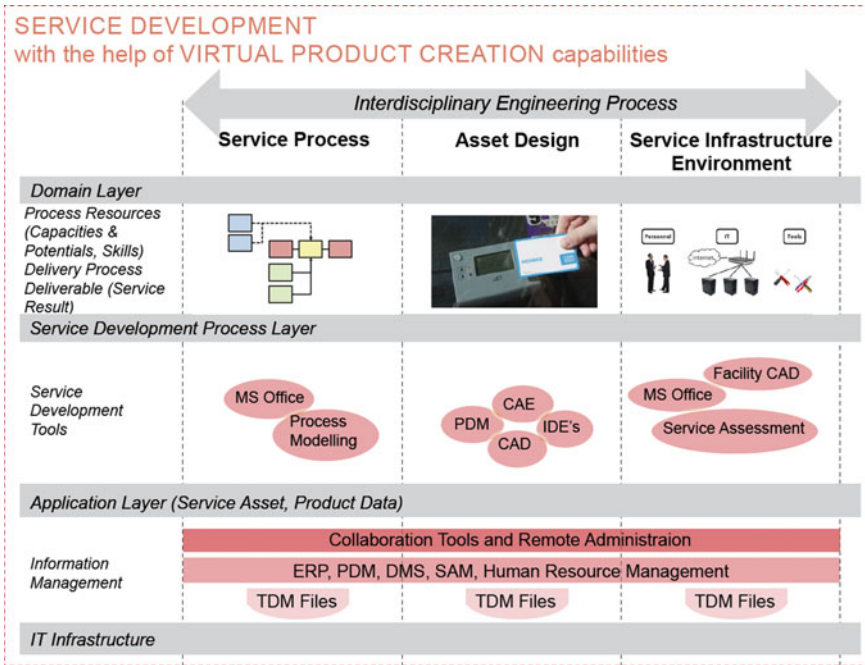 SERVICE DEVELOPMENT
with the help of VIRTUAL PRODUCT CREATION capabilities
Interdisciplinary Engineering Process
Service Process
Asset Design
Service Infrastructure
Environment
Domain Layer
Process Resources
(Capacities &
Potentials, Skills)
Delivery Process
Deliverable (Service
Result)
Personnel
IT
Tools
Internet
Service Development Process Layer
Service
Development
Tools
MS Office
Process
Modelling
CAE
PDM
IDE's
CAD
Facility CAD
MS Office
Service Assessment
Application Layer (Service Asset, Product Data)
Information
Management
Collaboration Tools and Remote Administraion
ERP, PDM, DMS, SAM, Human Resource Management
TDM Files
TDM Files
TDM Files
IT Infrastructure